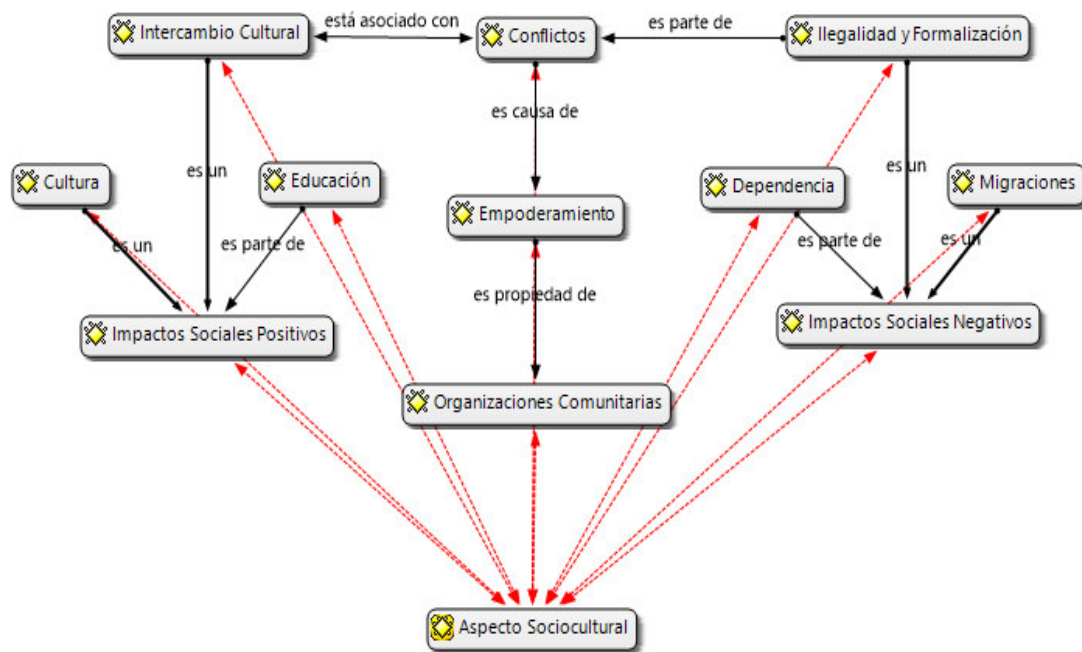 está asociado con
es parte de
Intercambio Cultural
Conflictos
Ilegalidad y Formalización
es causa de
es un
es un
Cultura
Educación
Dependencia
Migraciones
Empoderamiento
es un
es parte de
es parte de
es un
es propiedad de
Impactos Sociales Positivos
Impactos Sociales Negativos
Organizaciones Comunitarias
Aspecto Sociocultural